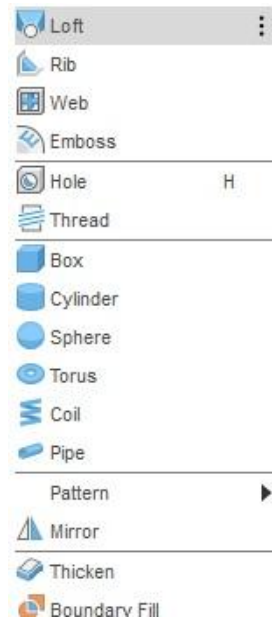 Loft
Rib
Web
Emboss
Hole H
Thread
Box
Cylinder
Sphere
Torus
Coil
Pipe
Pattern
Mirror
Thicken
Boundary Fill